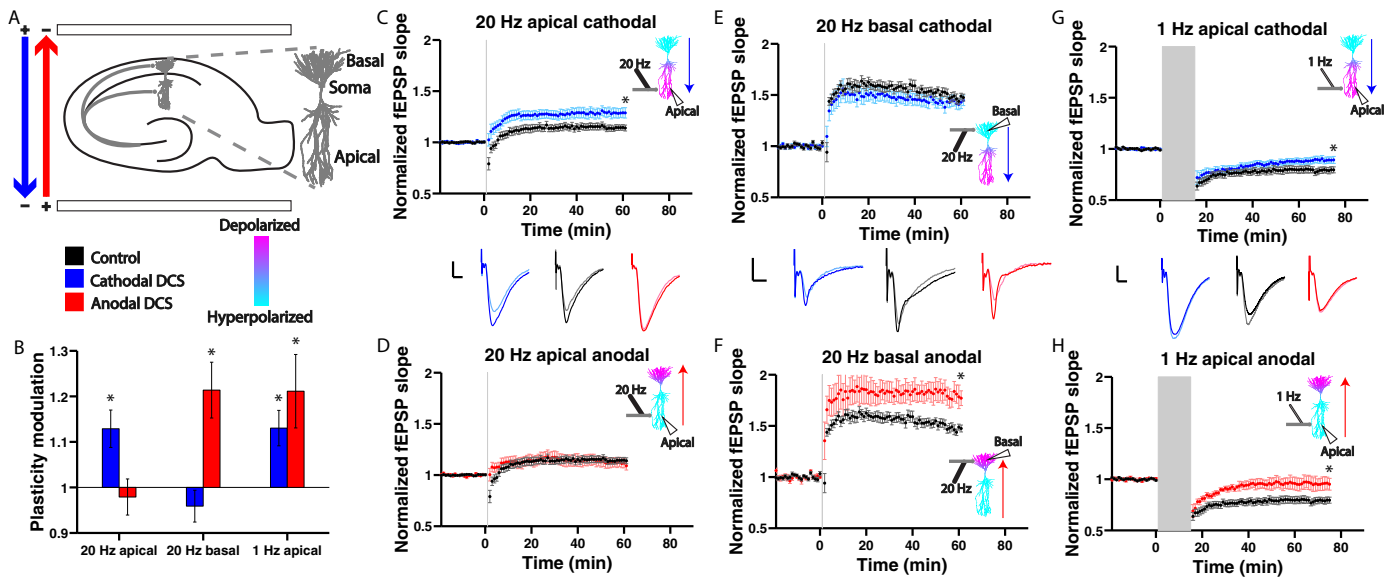 A
+ -
- +
Basal
Soma
Apical
Depolarized
Hyperpolarized
Control
Cathodal DCS
Anodal DCS
B
Plasticity modulation
1.3
1.2
1.1
1
0.9
* * * *
20 Hz apical 20 Hz basal 1 Hz apical
C
20 Hz apical cathodal
Normalized fEPSP slope
2
1.5
1
0.5
0 20 40 60 80
Time (min)
20 Hz
Apical
*
D
20 Hz apical anodal
Normalized fEPSP slope
2
1.5
1
0.5
0 20 40 60 80
Time (min)
20 Hz
Apical
E
20 Hz basal cathodal
Normalized fEPSP slope
2
1.5
1
0.5
0 20 40 60 80
Time (min)
Basal
20 Hz
F
20 Hz basal anodal
Normalized fEPSP slope
2
1.5
1
0.5
0 20 40 60 80
Time (min)
*
Basal
20 Hz
G
1 Hz apical cathodal
Normalized fEPSP slope
2
1.5
1
0.5
0 20 40 60 80
Time (min)
1 Hz
Apical
*
H
1 Hz apical anodal
Normalized fEPSP slope
2
1.5
1
0.5
0 20 40 60 80
Time (min)
1 Hz
Apical
*